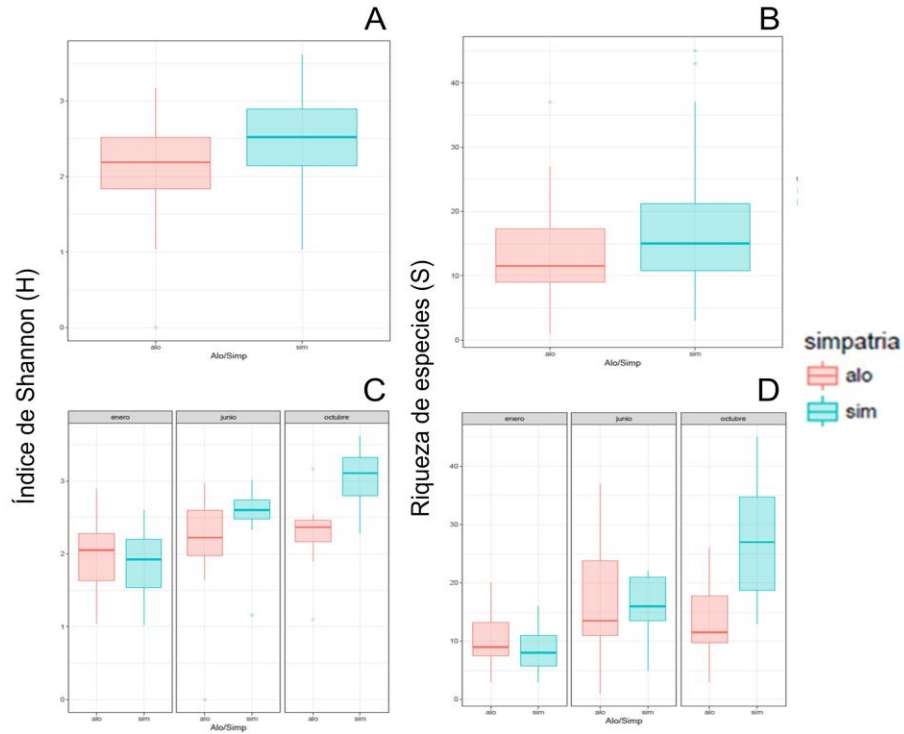 A
B
Índice de Shannon (H)
3
2
1
0
alo
sim
Alo/Simp
Riqueza de especies (S)
40
30
20
10
0
alo
sim
Alo/Simp
simpatria
alo
sim
C
enero
junio
octubre
3
2
1
0
alo
sim
alo
sim
alo
sim
Alo/Simp
D
enero
junio
octubre
40
30
20
10
0
alo
sim
alo
sim
alo
sim
Alo/Simp